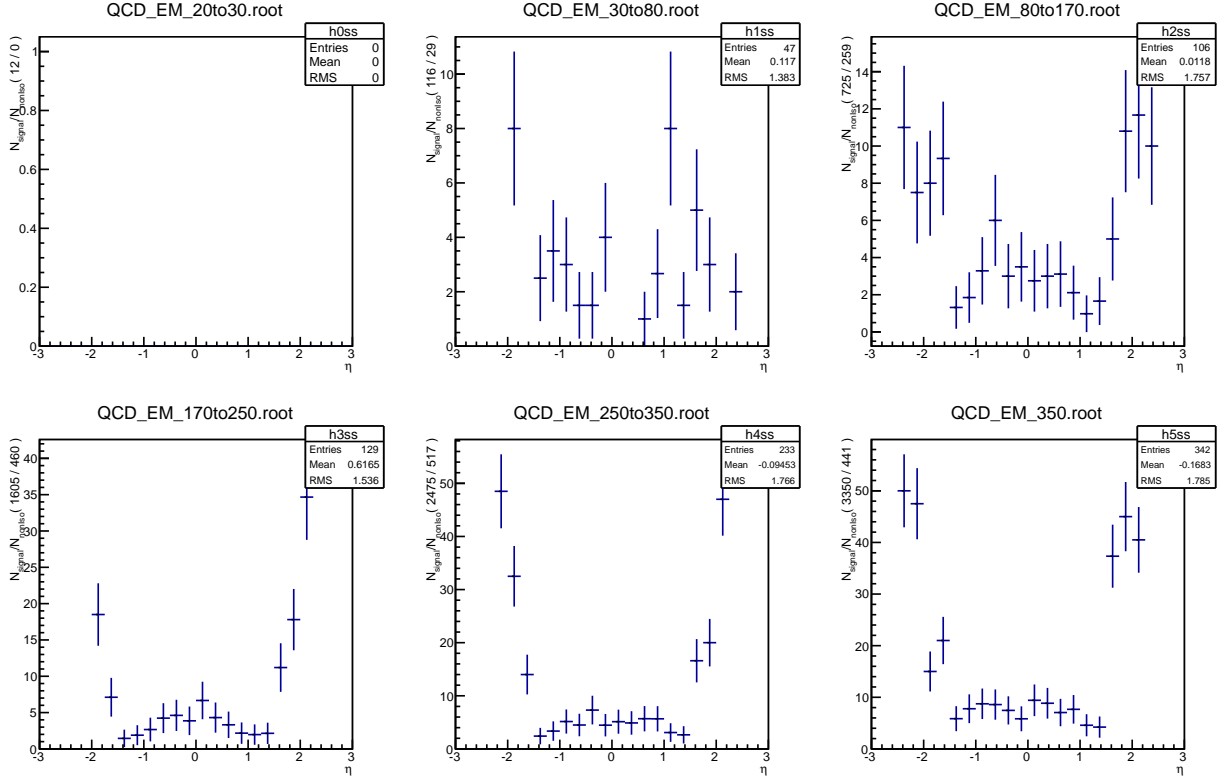 QCD_EM_20to30.root
h0ss
Entries 0
Mean 0
RMS 0
N_signal/N_nonIso ( 12 / 0 )
1
0.8
0.6
0.4
0.2
0
-3 -2 -1 0 1 2 3
η
QCD_EM_30to80.root
h1ss
Entries 47
Mean 0.117
RMS 1.383
N_signal/N_nonIso ( 116 / 29 )
10
8
6
4
2
0
-3 -2 -1 0 1 2 3
η
QCD_EM_80to170.root
h2ss
Entries 106
Mean 0.0118
RMS 1.757
N_signal/N_nonIso ( 725 / 259 )
14
12
10
8
6
4
2
0
-3 -2 -1 0 1 2 3
η
QCD_EM_170to250.root
h3ss
Entries 129
Mean 0.6165
RMS 1.536
N_signal/N_nonIso ( 1605 / 460 )
40
35
30
25
20
15
10
5
0
-3 -2 -1 0 1 2 3
η
QCD_EM_250to350.root
h4ss
Entries 233
Mean -0.09453
RMS 1.766
N_signal/N_nonIso ( 2475 / 517 )
50
40
30
20
10
0
-3 -2 -1 0 1 2 3
η
QCD_EM_350.root
h5ss
Entries 342
Mean -0.1683
RMS 1.785
N_signal/N_nonIso ( 3350 / 441 )
50
40
30
20
10
0
-3 -2 -1 0 1 2 3
η